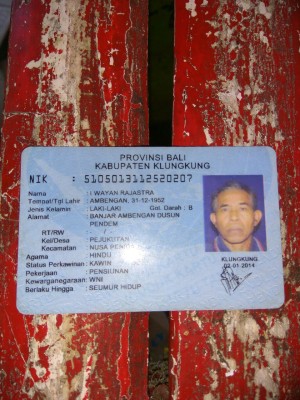 PROVINSI BALI
KABUPATEN KLUNGKUNG
NIK : 5105013112520207
Nama : I WAYAN RAJASTRA
Tempat/Tgl Lahir : AMBENGAN, 31-12-1952
Jenis Kelamin : LAKI-LAKI Gol. Darah : B
Alamat : BANJAR AMBENGAN DUSUN
PENDEM
RT/RW : - / -
Kel/Desa : PEJUKUTAN
Kecamatan : NUSA PENIDA
Agama : HINDU
Status Perkawinan : KAWIN
Pekerjaan : PENSIUNAN
Kewarganegaraan : WNI
Berlaku Hingga : SEUMUR HIDUP
KLUNGKUNG
02-01-2014